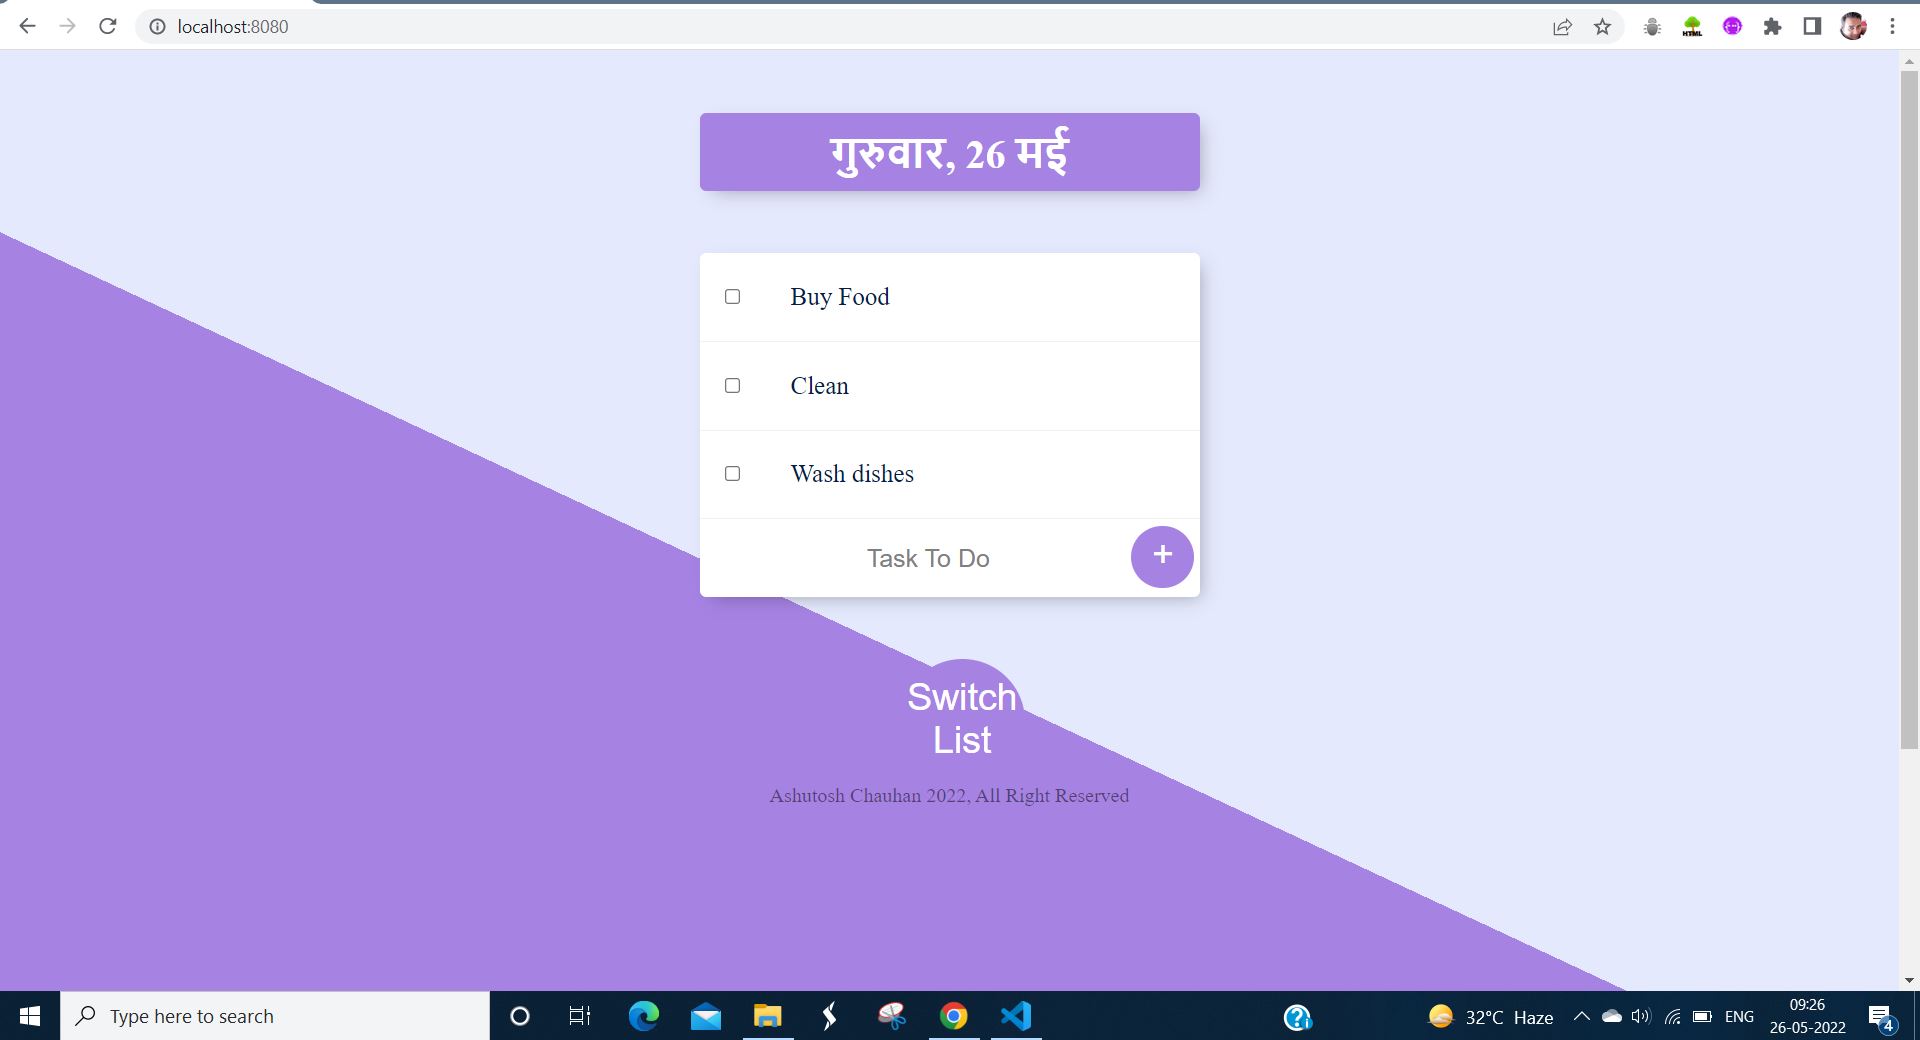 localhost:8080
HTML
गुरुवार, 26 मई
Buy Food
Clean
Wash dishes
Task To Do
+
Switch
List
Ashutosh Chauhan 2022, All Right Reserved
Type here to search
32°C Haze
ENG
09:26
26-05-2022
4